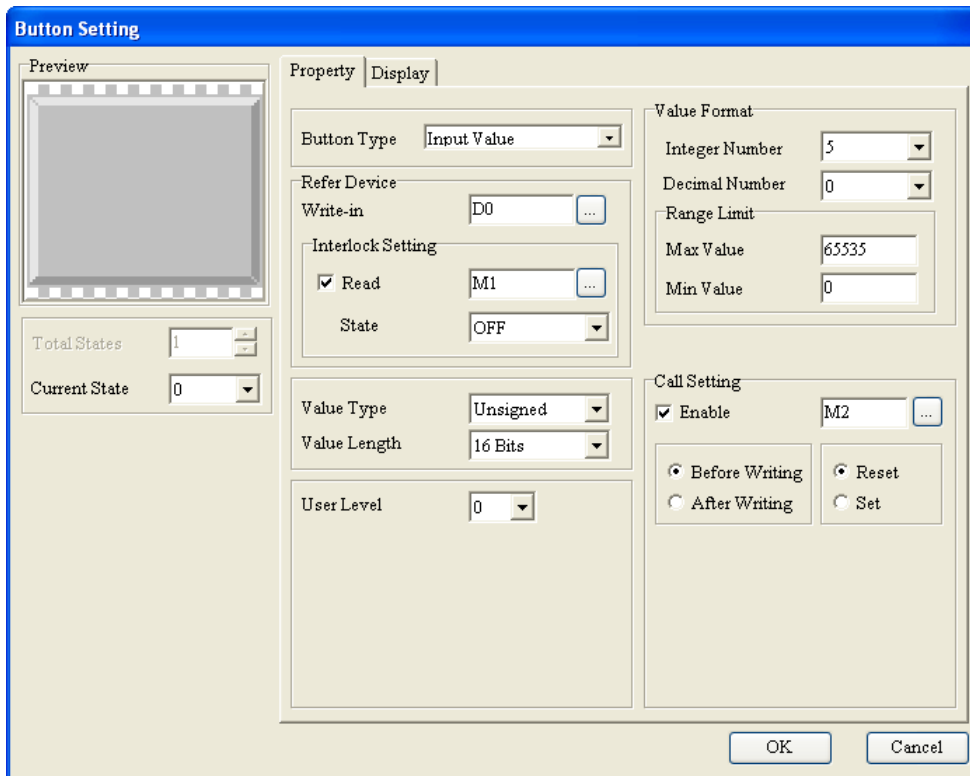 Button Setting
Preview
Total States 1
Current State 0
Property Display
Button Type Input Value
Refer Device
Write-in D0 ...
Interlock Setting
Read M1 ...
State OFF
Value Type Unsigned
Value Length 16 Bits
User Level 0
Value Format
Integer Number 5
Decimal Number 0
Range Limit
Max Value 65535
Min Value 0
Call Setting
Enable M2 ...
Before Writing Reset
After Writing Set
OK Cancel